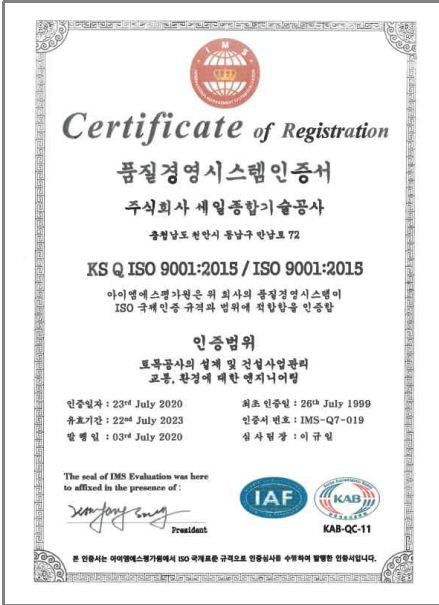 IMS
Certificate of Registration
품질경영시스템인증서
주식회사 세일종합기술공사
충청남도 천안시 동남구 만남로 72
KS Q ISO 9001:2015 / ISO 9001:2015
아이엠에스평가원은 위 회사의 품질경영시스템이
ISO 국제인증 규격과 범위에 적합함을 인증함
인증범위
토목공사의 설계 및 건설사업관리
교통, 환경에 대한 엔지니어링
인증일자 : 23rd July 2020
최초 인증일 : 26th July 1999
유효기간 : 22nd July 2023
인증서 번호 : IMS-Q7-019
발 행 일 : 03rd July 2020
심 사 팀 장 : 이 규 일
The seal of IMS Evaluation was here
to affixed in the presence of :
President
IAF
KAB
KAB-QC-11
본 인증서는 아이엠에스평가원에서 ISO 국제표준 규격으로 인증심사를 수행하여 발행한 인증서입니다.